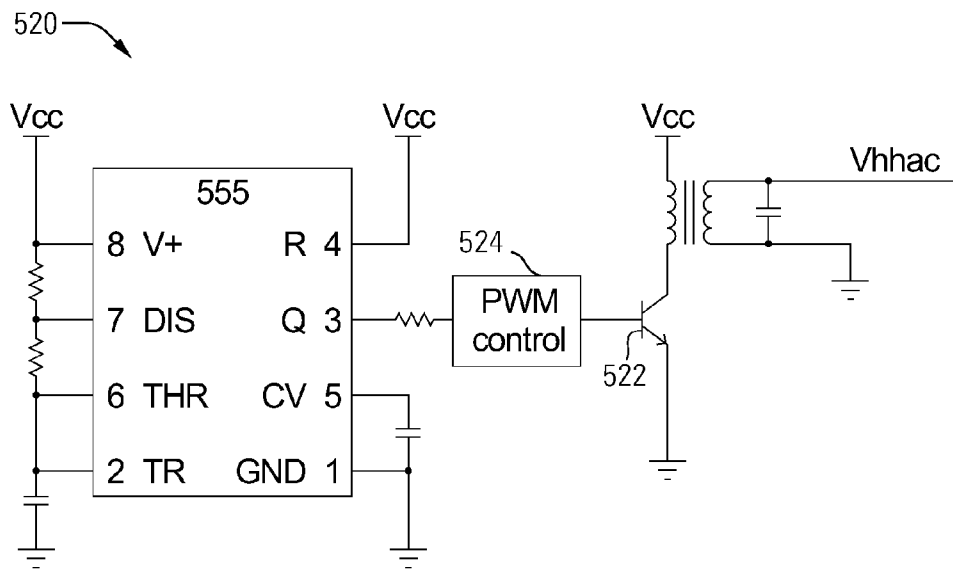 520
Vcc
Vcc
Vcc
Vhhac
555
8 V+
R 4
524
7 DIS
Q 3
PWM
control
522
6 THR
CV 5
2 TR
GND 1